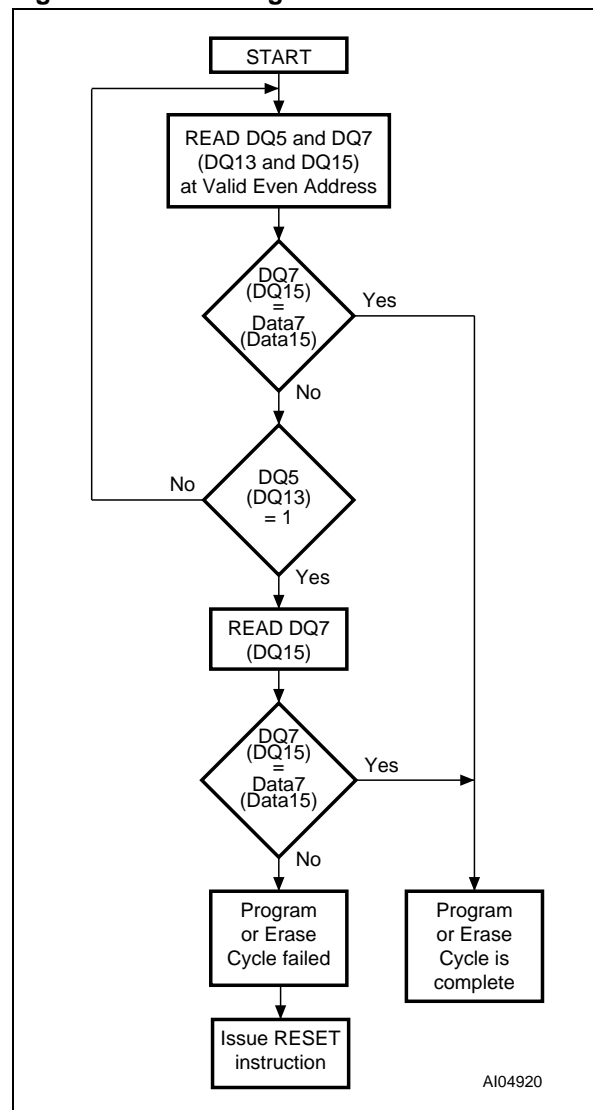 START
READ DQ5 and DQ7
(DQ13 and DQ15)
at Valid Even Address
DQ7
(DQ15)
=
Data7
(Data15)
Yes
No
DQ5
(DQ13)
= 1
No
Yes
READ DQ7
(DQ15)
DQ7
(DQ15)
=
Data7
(Data15)
Yes
No
Program
or Erase
Cycle failed
Program
or Erase
Cycle is
complete
Issue RESET
instruction
AI04920